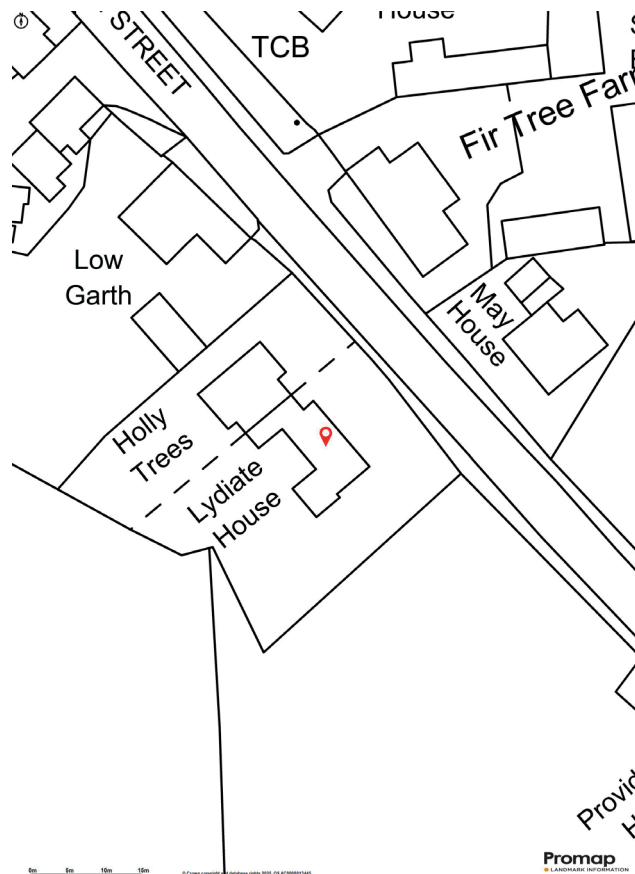 STREET
TCB
House
Fir Tree Farm
Low
Garth
May
House
Holly
Trees
Lydiate
House
0m 5m 10m 15m
Promap
LANDMARK INFORMATION